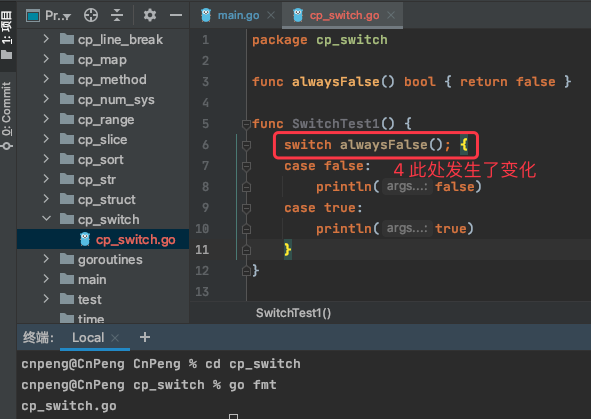 1: 项目
0: Commit
Pr...
cp_line_break
cp_map
cp_method
cp_num_sys
cp_range
cp_slice
cp_sort
cp_str
cp_struct
cp_switch
cp_switch.go
goroutines
main
test
time
main.go
cp_switch.go
1 package cp_switch
2
3 func alwaysFalse() bool { return false }
4
5 func SwitchTest1() {
6 switch alwaysFalse(); {
7 case false:
4 此处发生了变化
8 println( args...: false)
9 case true:
10 println( args...: true)
11 }
12 }
13
SwitchTest1()
终端: Local +
cnpeng@CnPeng CnPeng % cd cp_switch
cnpeng@CnPeng cp_switch % go fmt
cp_switch.go